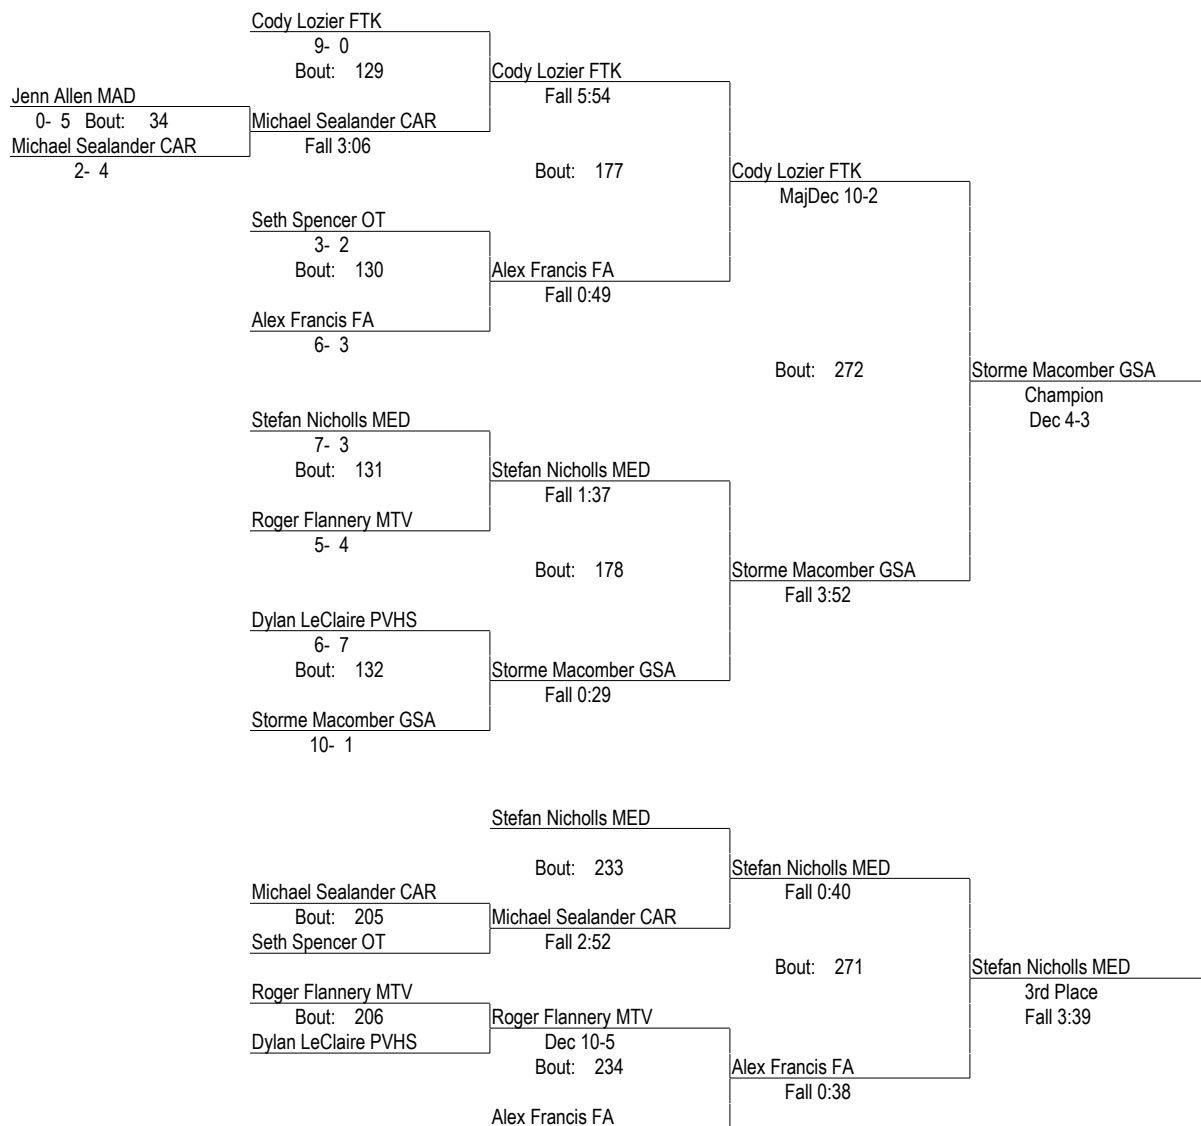 Cody Lozier FTK
9- 0
Bout: 129
Cody Lozier FTK
Fall 5:54
Jenn Allen MAD
0- 5 Bout: 34
Michael Sealander CAR
2- 4
Michael Sealander CAR
Fall 3:06
Bout: 177
Cody Lozier FTK
MajDec 10-2
Seth Spencer OT
3- 2
Bout: 130
Alex Francis FA
Fall 0:49
Alex Francis FA
6- 3
Bout: 272
Storme Macomber GSA
Champion
Dec 4-3
Stefan Nicholls MED
7- 3
Bout: 131
Stefan Nicholls MED
Fall 1:37
Roger Flannery MTV
5- 4
Bout: 178
Storme Macomber GSA
Fall 3:52
Dylan LeClaire PVHS
6- 7
Bout: 132
Storme Macomber GSA
Fall 0:29
Storme Macomber GSA
10- 1
Stefan Nicholls MED
Bout: 233
Stefan Nicholls MED
Fall 0:40
Michael Sealander CAR
Bout: 205
Seth Spencer OT
Michael Sealander CAR
Fall 2:52
Bout: 271
Stefan Nicholls MED
3rd Place
Fall 3:39
Roger Flannery MTV
Bout: 206
Dylan LeClaire PVHS
Roger Flannery MTV
Dec 10-5
Bout: 234
Alex Francis FA
Fall 0:38
Alex Francis FA